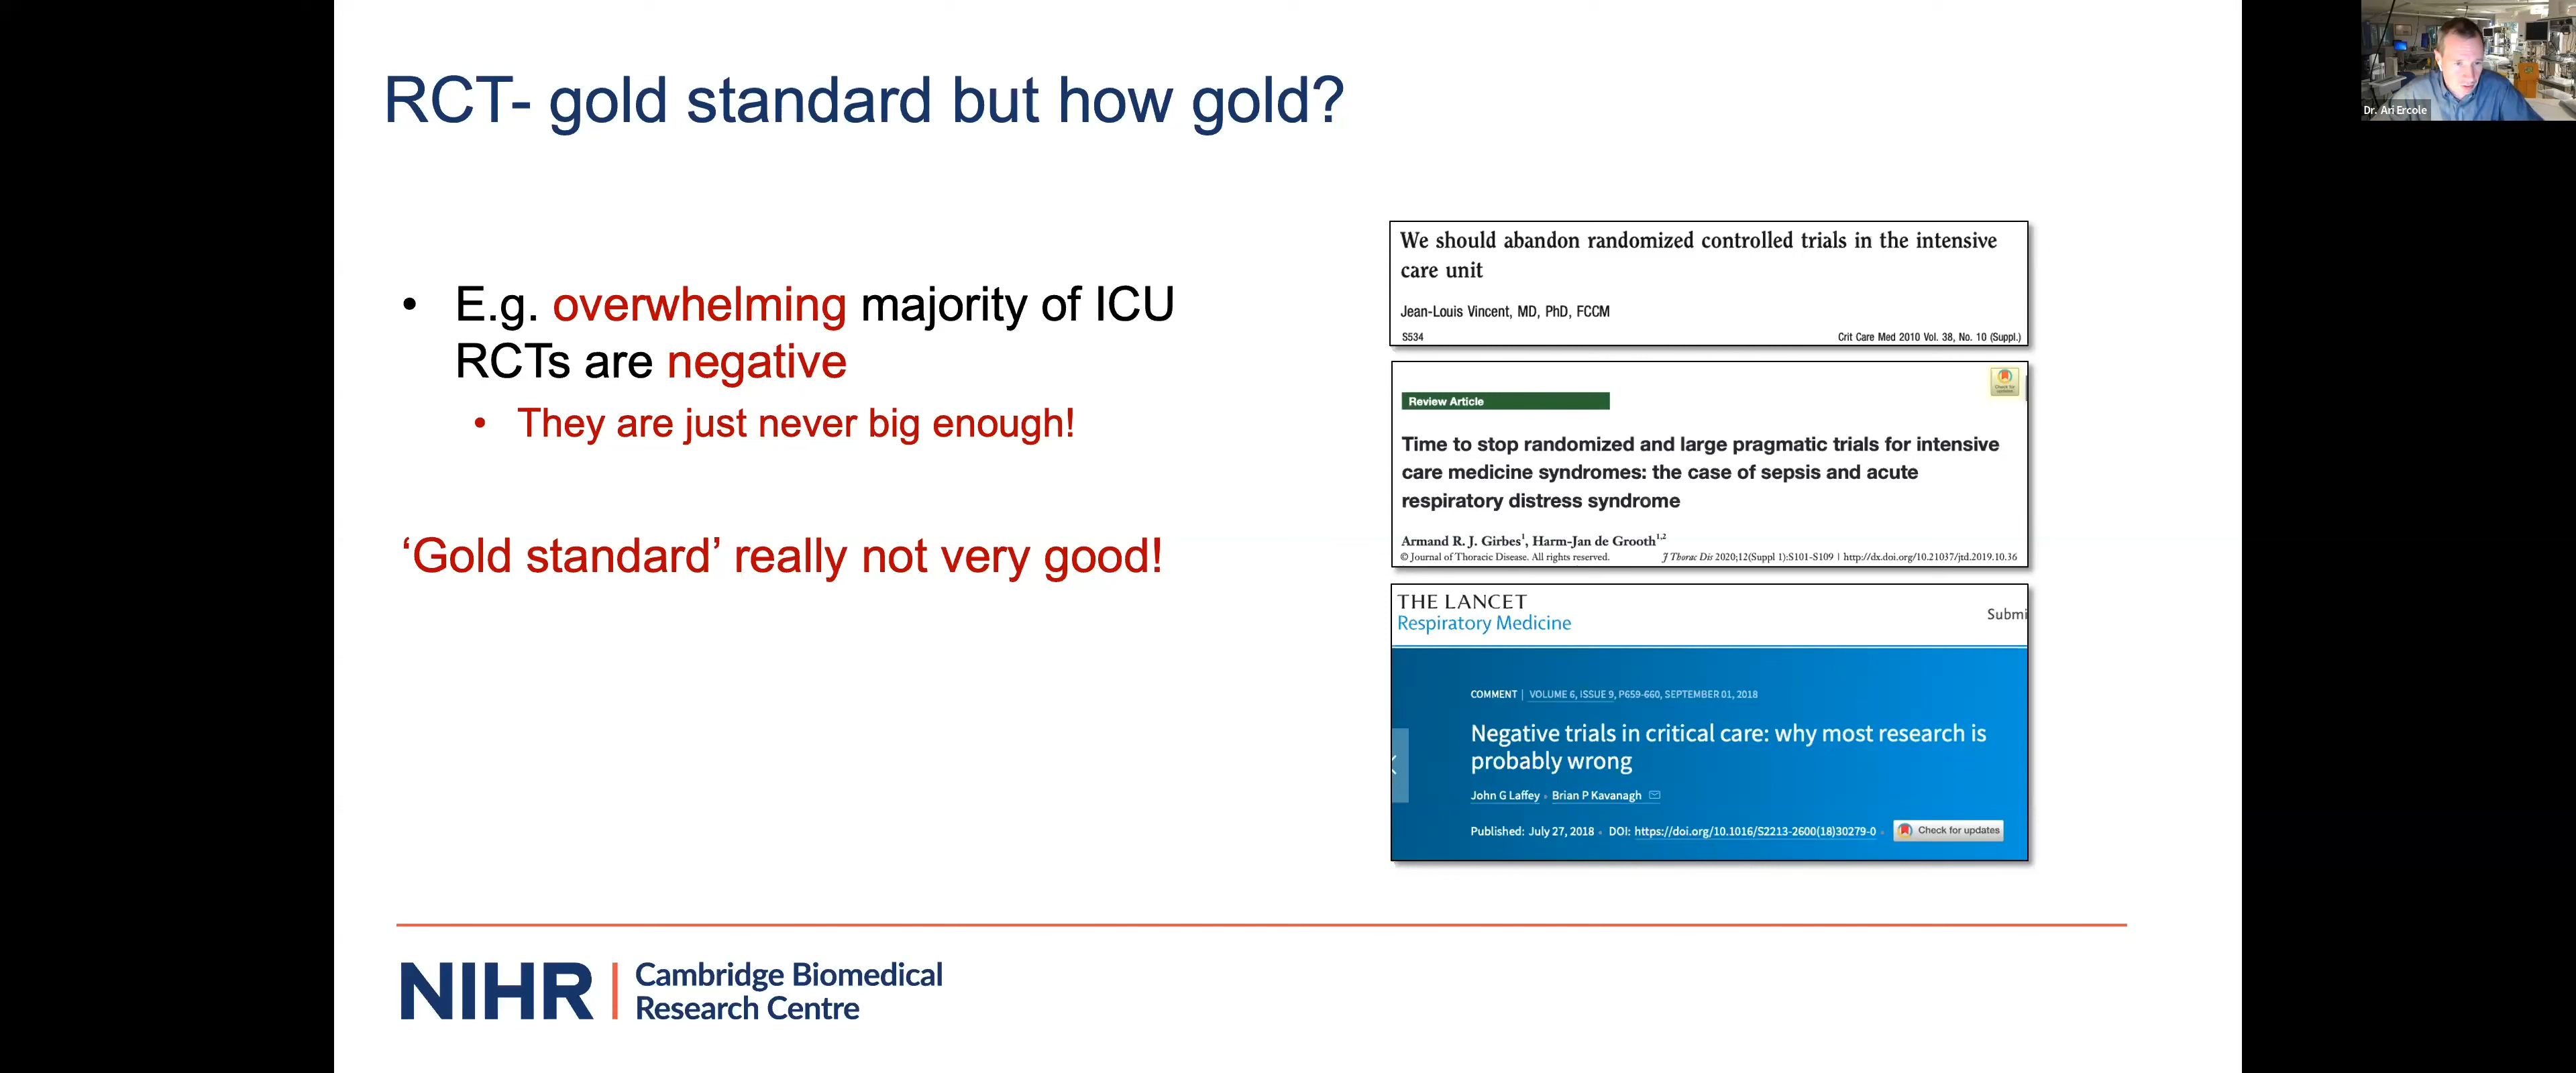 RCT- gold standard but how gold?
• E.g. overwhelming majority of ICU
RCTs are negative
• They are just never big enough!
‘Gold standard’ really not very good!
We should abandon randomized controlled trials in the intensive
care unit
Jean-Louis Vincent, MD, PhD, FCCM
S534 Crit Care Med 2010 Vol. 38, No. 10 (Suppl.)
Check for
updates
Review Article
Time to stop randomized and large pragmatic trials for intensive
care medicine syndromes: the case of sepsis and acute
respiratory distress syndrome
Armand R. J. Girbes1, Harm-Jan de Grooth1,2
© Journal of Thoracic Disease. All rights reserved. J Thorac Dis 2020;12(Suppl 1):S101-S109 | http://dx.doi.org/10.21037/jtd.2019.10.36
THE LANCET
Respiratory Medicine
Submi
COMMENT | VOLUME 6, ISSUE 9, P659-660, SEPTEMBER 01, 2018
Negative trials in critical care: why most research is
probably wrong
John G Laffey • Brian P Kavanagh
Published: July 27, 2018 • DOI: https://doi.org/10.1016/S2213-2600(18)30279-0 • Check for updates
NIHR | Cambridge Biomedical
Research Centre
Dr. Ari Ercole